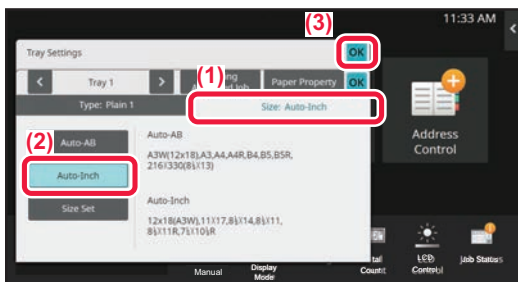 (3)
11:33 AM
Tray Settings
OK
(1)
Tray 1
Paper Property
OK
Type: Plain 1
Size: Auto-Inch
(2)
Auto-AB
Auto-AB
A3W(12x18),A3,A4,A4R,B4,B5,B5R,
216X330(8½X13)
Auto-Inch
Auto-Inch
12x18(A3W),11X17,8½X14,8½X11,
8½X11R,7¼X10½R
Size Set
Address
Control
Manual
Display
Mode
LCD
Control
Job Status